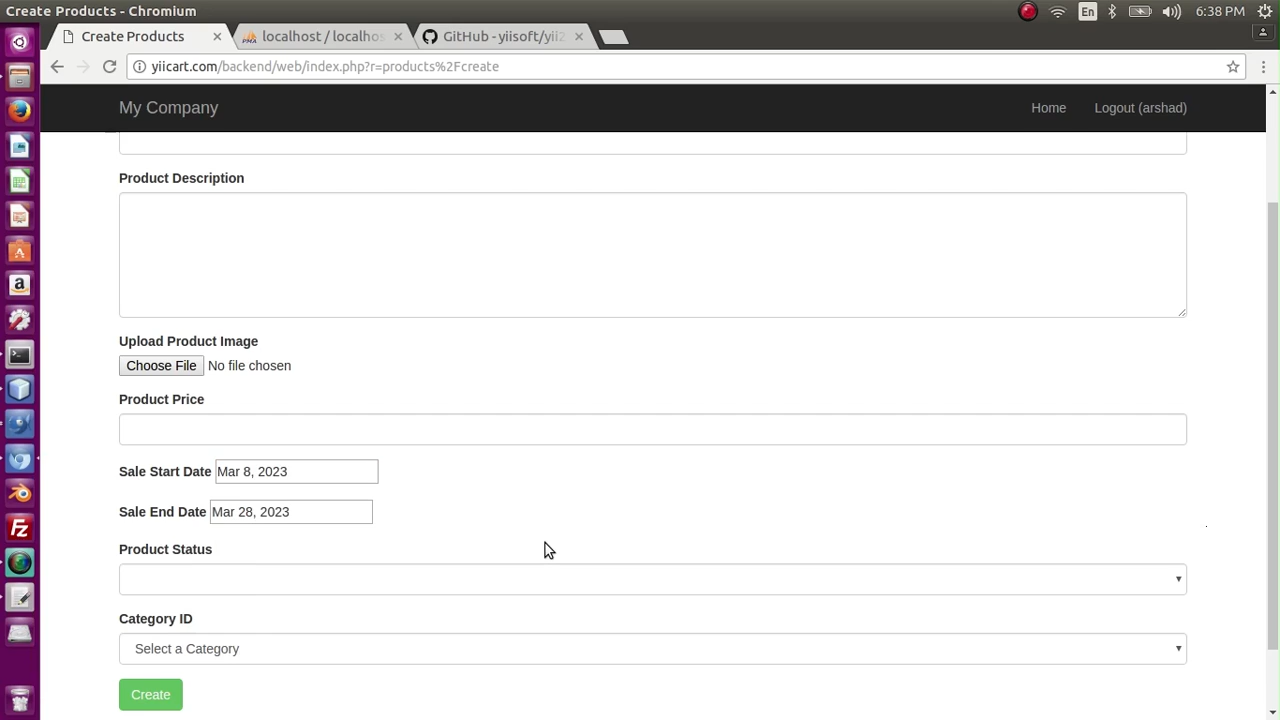 Create Products - Chromium
En
6:38 PM
Create Products
localhost / localhos
GitHub - yiisoft/yii2
yiicart.com/backend/web/index.php?r=products%2Fcreate
My Company
Home
Logout (arshad)
Product Description
Upload Product Image
Choose File No file chosen
Product Price
Sale Start Date Mar 8, 2023
Sale End Date Mar 28, 2023
Product Status
Category ID
Select a Category
Create